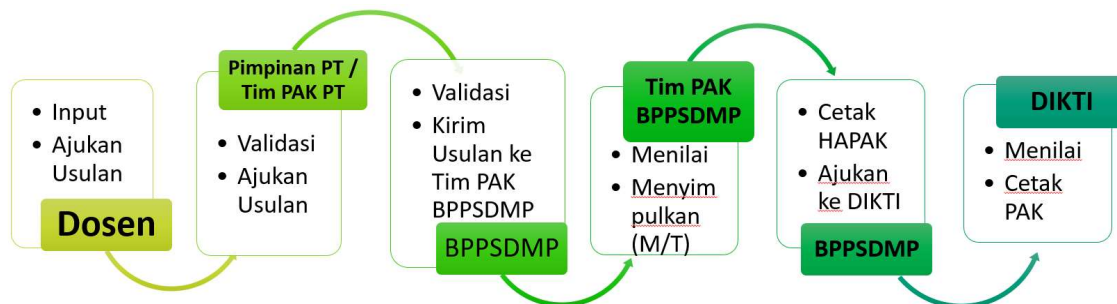 • Input
• Ajukan
Usulan
Dosen
Pimpinan PT /
Tim PAK PT
• Validasi
• Ajukan
Usulan
• Validasi
• Kirim
Usulan ke
Tim PAK
BPPSDMP
BPPSDMP
Tim PAK
BPPSDMP
• Menilai
• Menyim
pulkan
(M/T)
• Cetak
HAPAK
• Ajukan
ke DIKTI
BPPSDMP
DIKTI
• Menilai
• Cetak
PAK